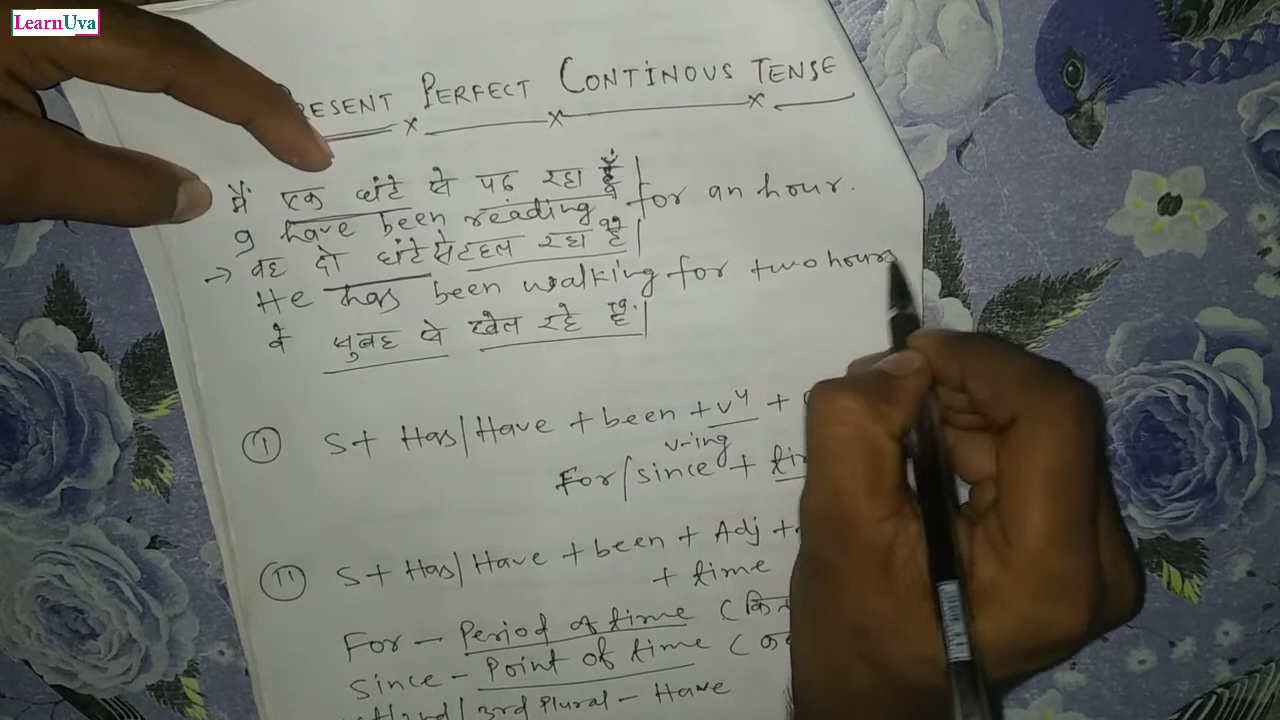 LearnUva
RESENT PERFECT CONTINOUS TENSE
मैं एक घंटे से पढ रहा हूँ|
I have been reading for an hour.
→ वह दो घंटे से टहल रहा है|
He has been walking for two hours
वे सुबह से खेल रहे हैं|
I S + Has/Have + been + v4 +
v-ing
For/since +
II S + Has/Have + been + Adj +
+ time
For - Period of time (
Since - Point of time (
3rd Plural - Have